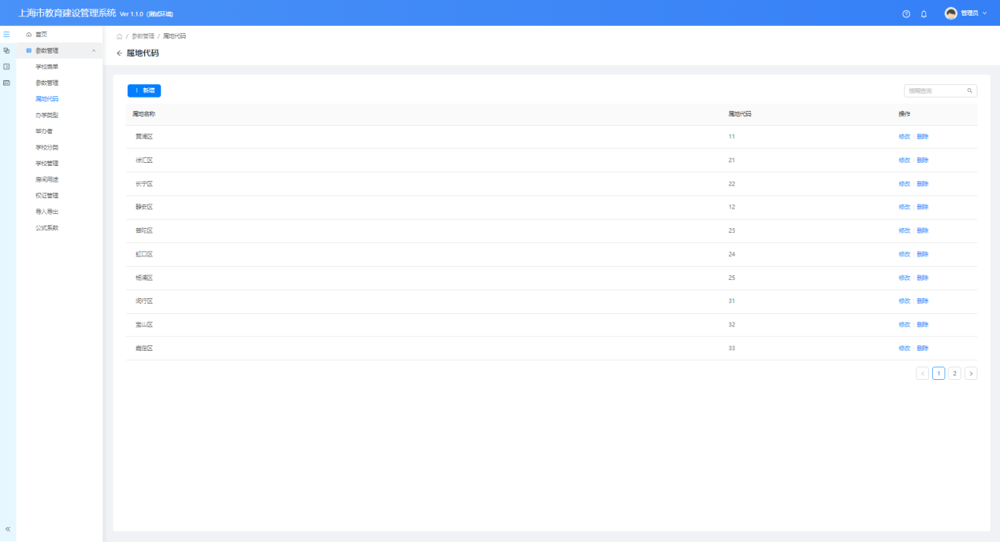 上海市教育建设管理系统 Ver 1.1.0 (测试环境)
管理员
首页
参数管理
学校表单
参数管理
属地代码
办学类型
举办者
学校分类
学校管理
房间用途
权证管理
导入导出
公式系数
/ 参数管理 / 属地代码
← 属地代码
新增
模糊查询
属地名称 属地代码 操作
黄浦区 11 修改 | 删除
徐汇区 21 修改 | 删除
长宁区 22 修改 | 删除
静安区 12 修改 | 删除
普陀区 23 修改 | 删除
虹口区 24 修改 | 删除
杨浦区 25 修改 | 删除
闵行区 31 修改 | 删除
宝山区 32 修改 | 删除
嘉定区 33 修改 | 删除
< 1 2 >